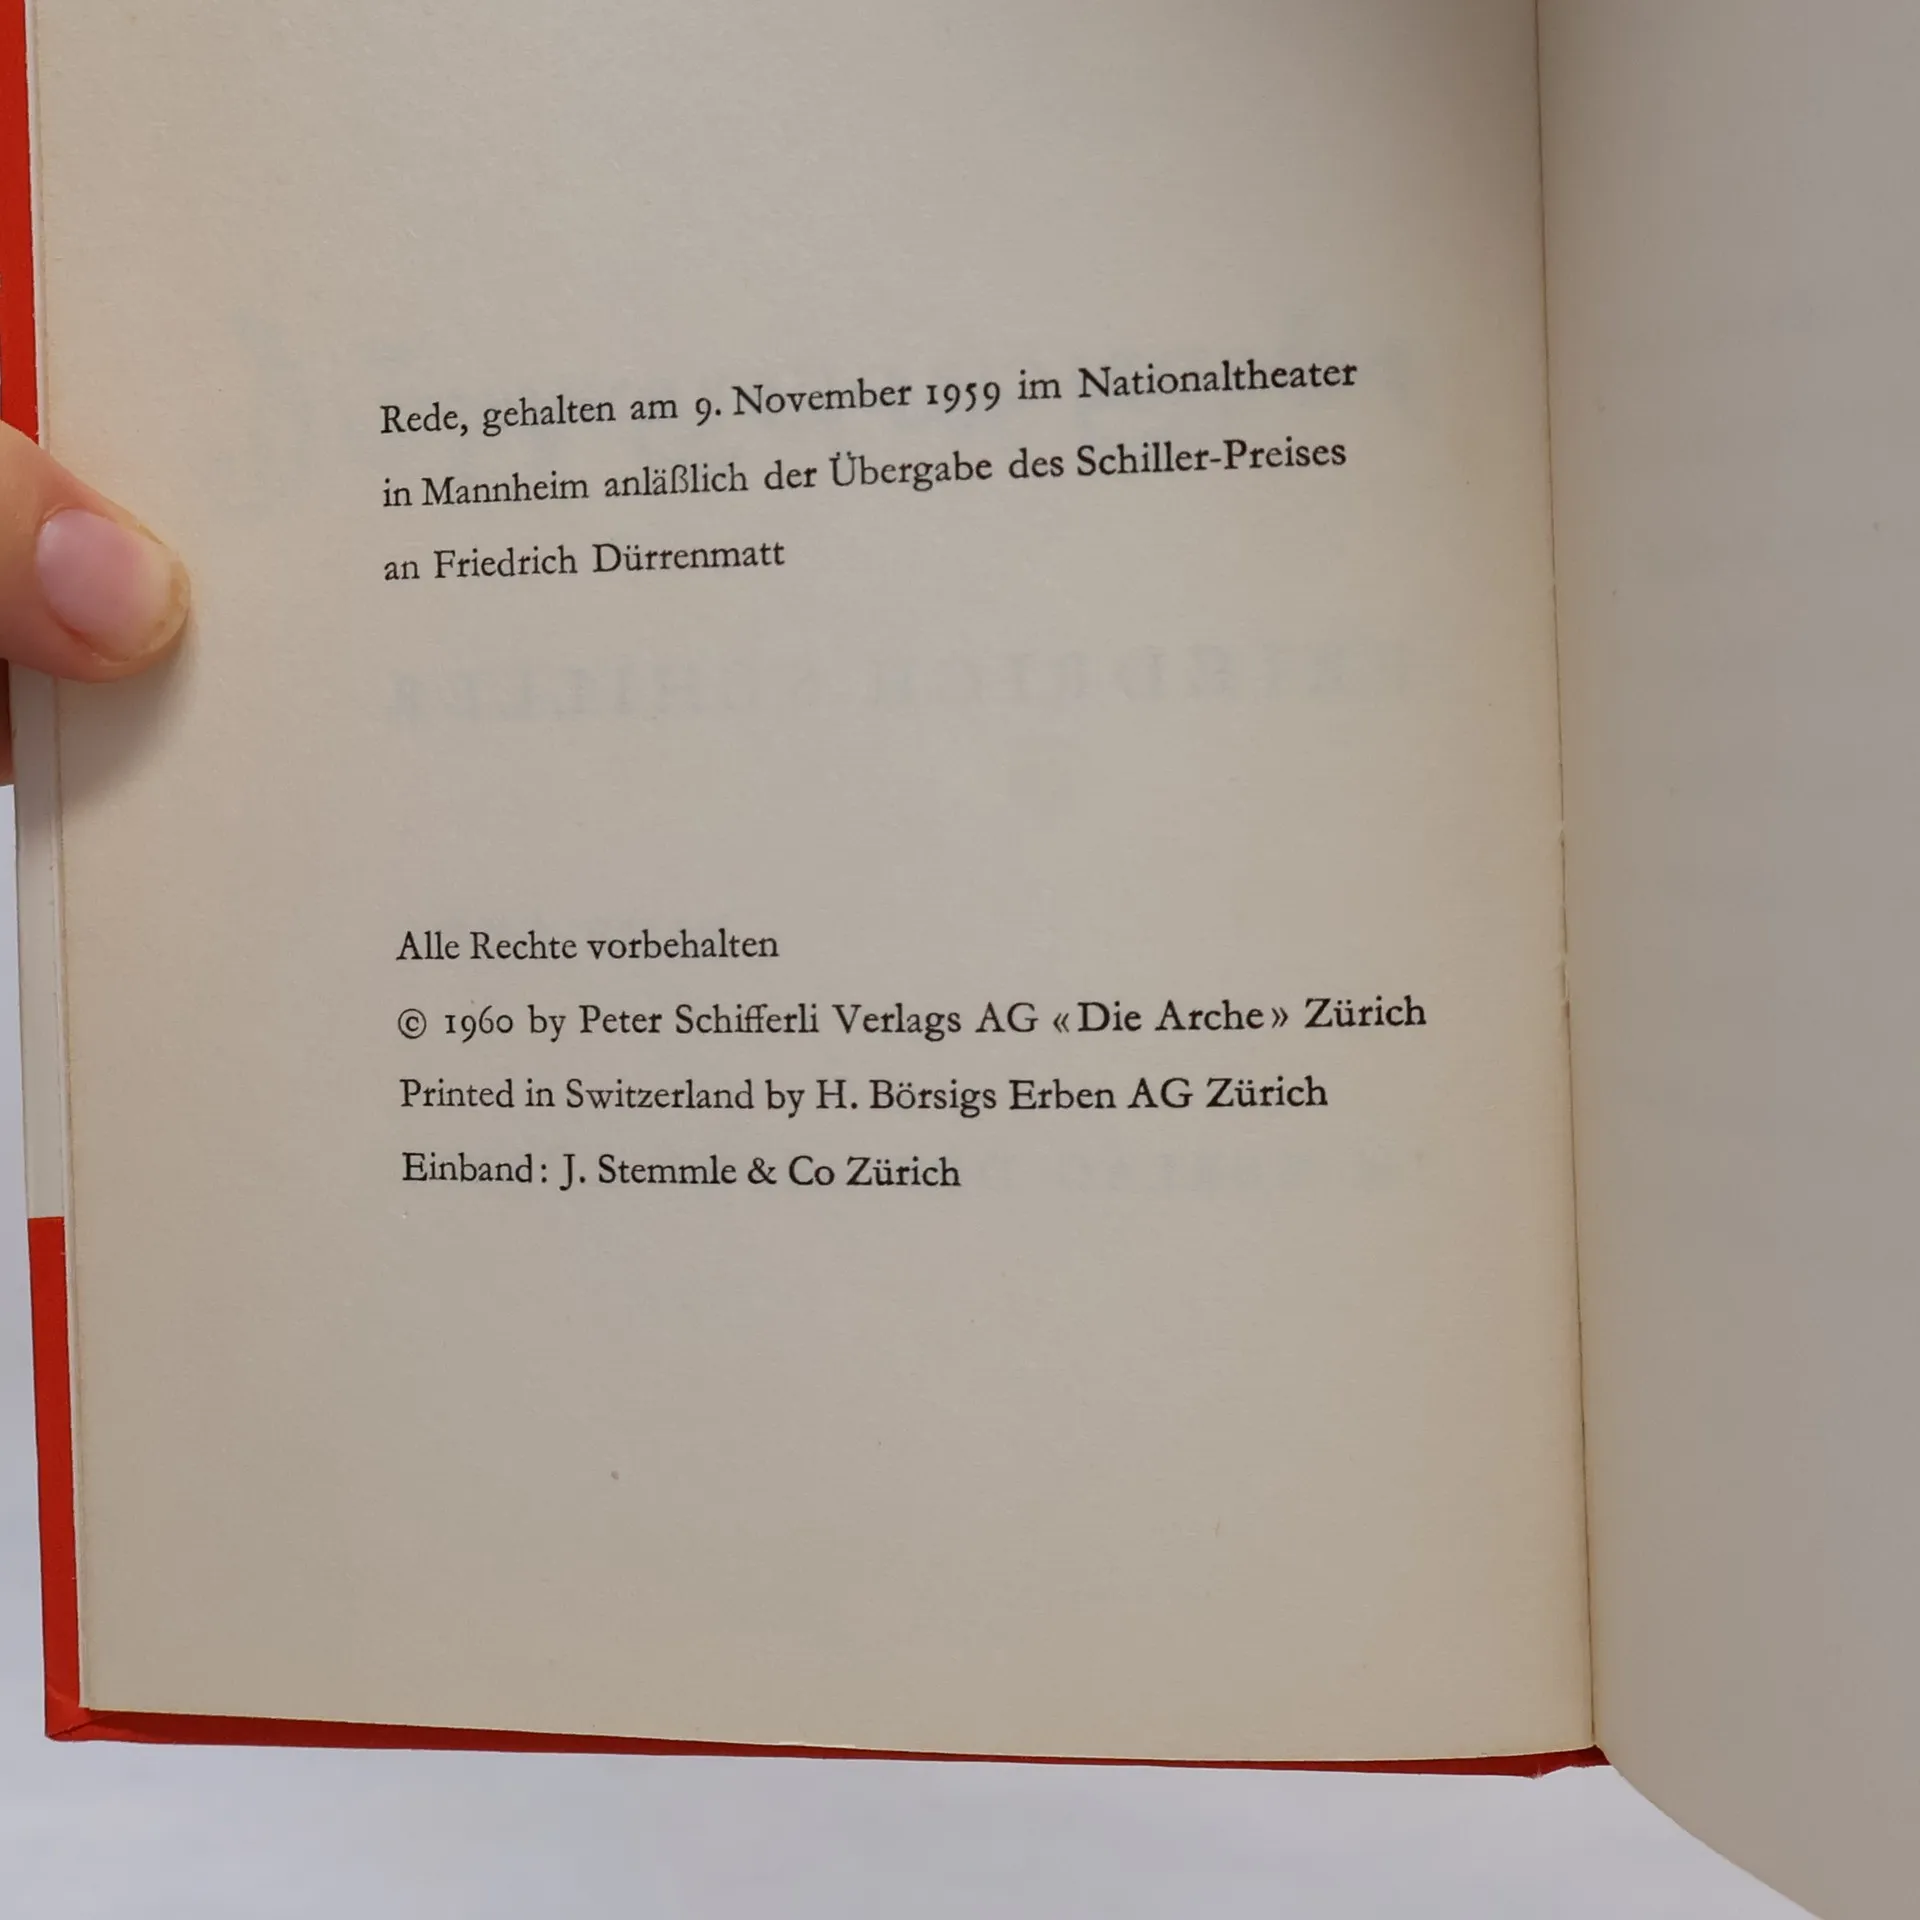 Rede, gehalten am 9. November 1959 im Nationaltheater
in Mannheim anläßlich der Übergabe des Schiller-Preises
an Friedrich Dürrenmatt
Alle Rechte vorbehalten
© 1960 by Peter Schifferli Verlags AG «Die Arche» Zürich
Printed in Switzerland by H. Börsigs Erben AG Zürich
Einband: J. Stemmle & Co Zürich